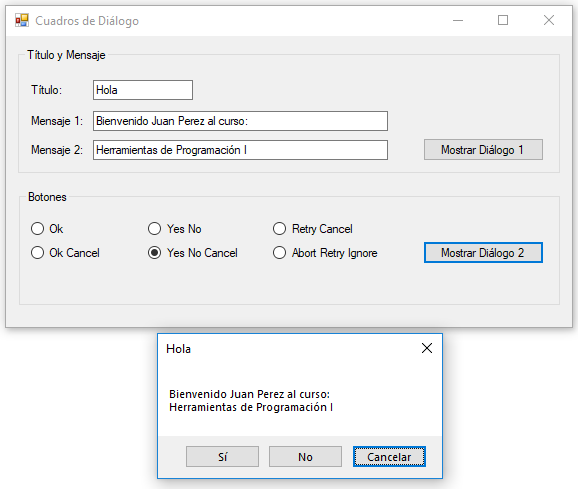 Cuadros de Diálogo
Título y Mensaje
Título: Hola
Mensaje 1: Bienvenido Juan Perez al curso:
Mensaje 2: Herramientas de Programación I Mostrar Diálogo 1
Botones
Ok Yes No Retry Cancel
Ok Cancel Yes No Cancel Abort Retry Ignore Mostrar Diálogo 2
Hola
Bienvenido Juan Perez al curso:
Herramientas de Programación I
Sí No Cancelar